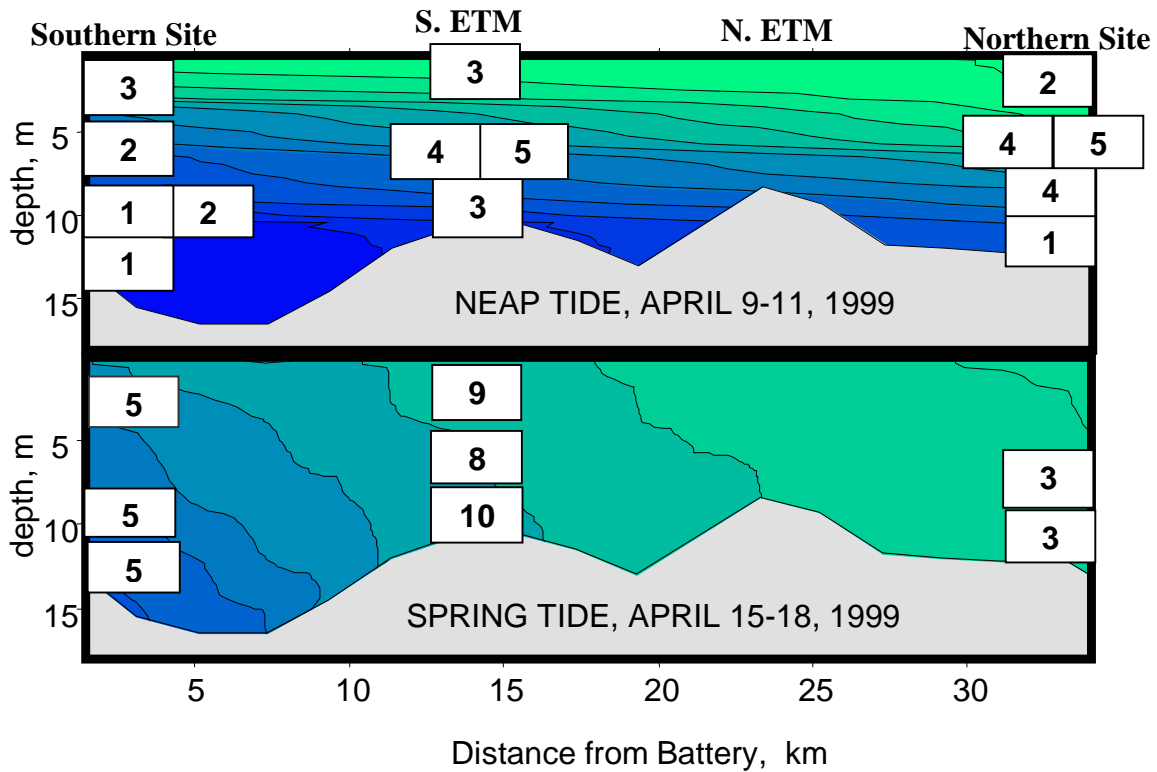 Southern Site S. ETM N. ETM Northern Site
3 3 2
5
2 4 5 4 5
4
10
1 2 3
1 1
15
NEAP TIDE, APRIL 9-11, 1999
depth, m
5 9
5
8 3
5 10 3
10
5
15
SPRING TIDE, APRIL 15-18, 1999
depth, m
5 10 15 20 25 30
Distance from Battery, km